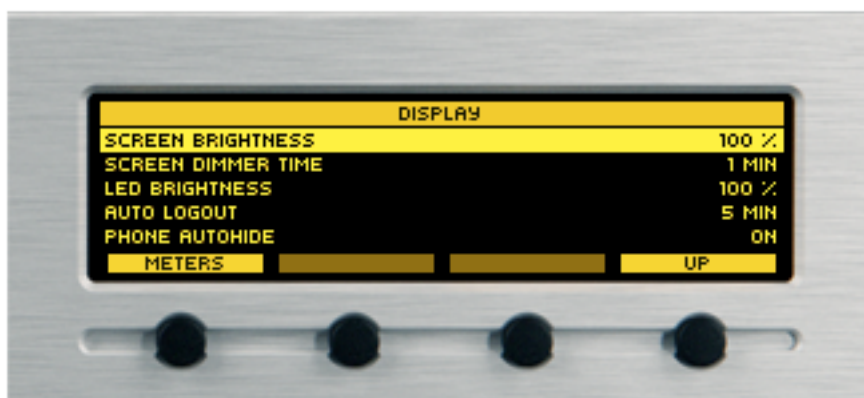 DISPLAY
SCREEN BRIGHTNESS 100 %
SCREEN DIMMER TIME 1 MIN
LED BRIGHTNESS 100 %
AUTO LOGOUT 5 MIN
PHONE AUTOHIDE ON
METERS UP